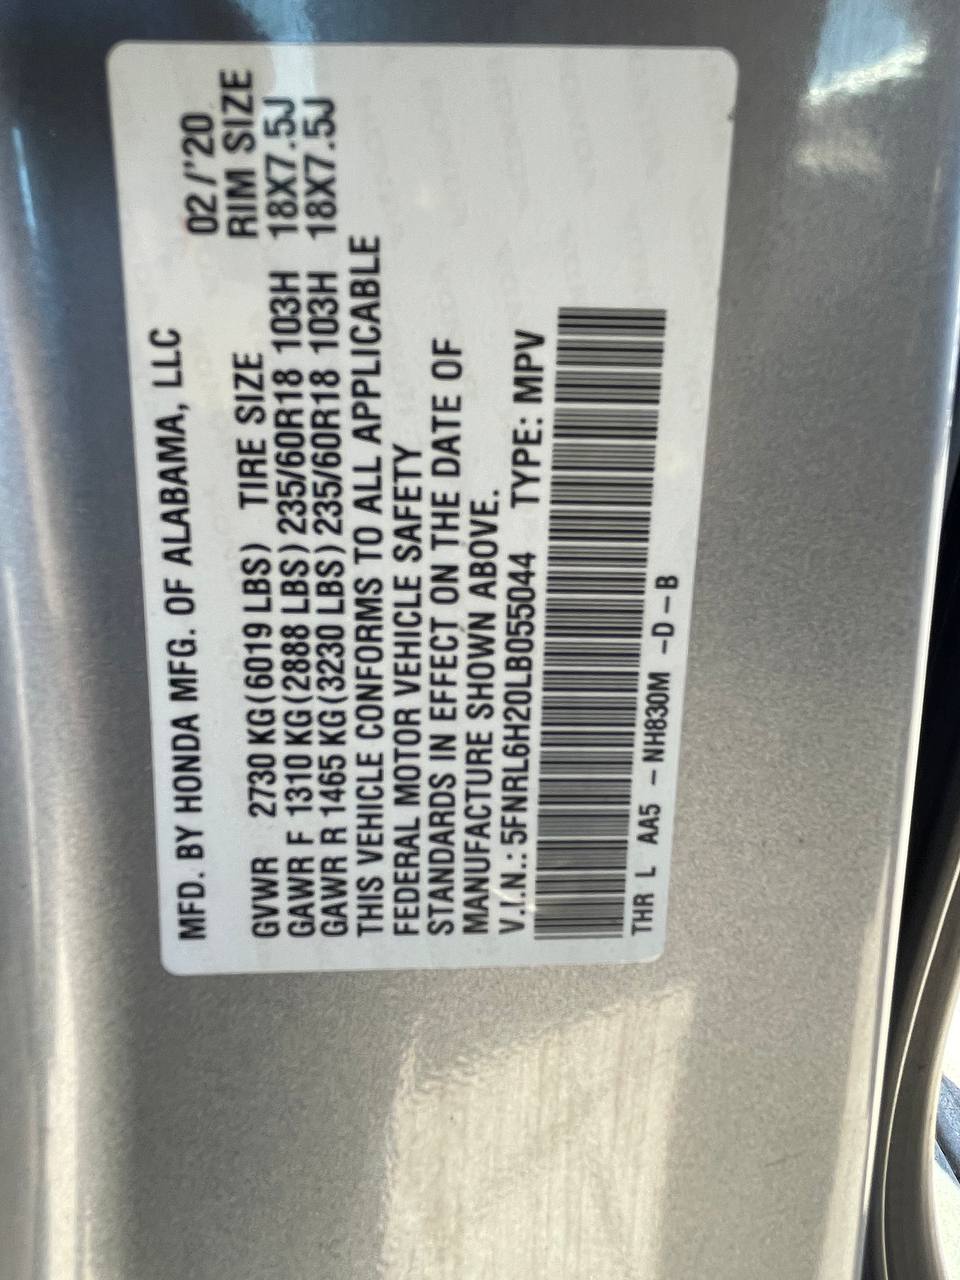 MFD. BY HONDA MFG. OF ALABAMA, LLC 02/'20
TIRE SIZE RIM SIZE
GVWR 2730 KG(6019 LBS)
GAWR F 1310 KG(2888 LBS) 235/60R18 103H 18X7.5J
GAWR R 1465 KG(3230 LBS) 235/60R18 103H 18X7.5J
THIS VEHICLE CONFORMS TO ALL APPLICABLE
FEDERAL MOTOR VEHICLE SAFETY
STANDARDS IN EFFECT ON THE DATE OF
MANUFACTURE SHOWN ABOVE.
V.I.N.: 5FNRL6H20LB055044 TYPE: MPV
THR L AA5 - NH830M -D-B